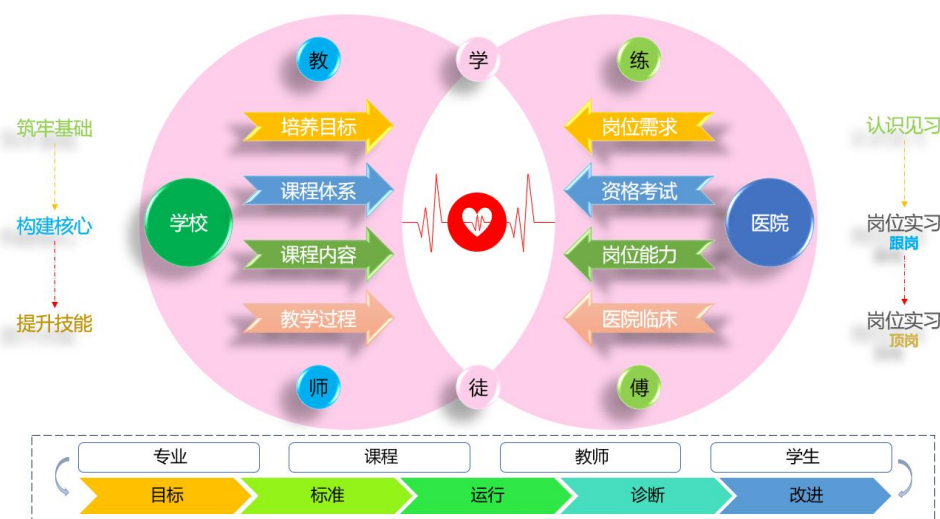 教
学
练
筑牢基础
培养目标
岗位需求
认识见习
课程体系
资格考试
构建核心
学校
医院
岗位实习
跟岗
课程内容
岗位能力
提升技能
教学过程
医院临床
岗位实习
顶岗
师
徒
傅
专业
课程
教师
学生
目标
标准
运行
诊断
改进